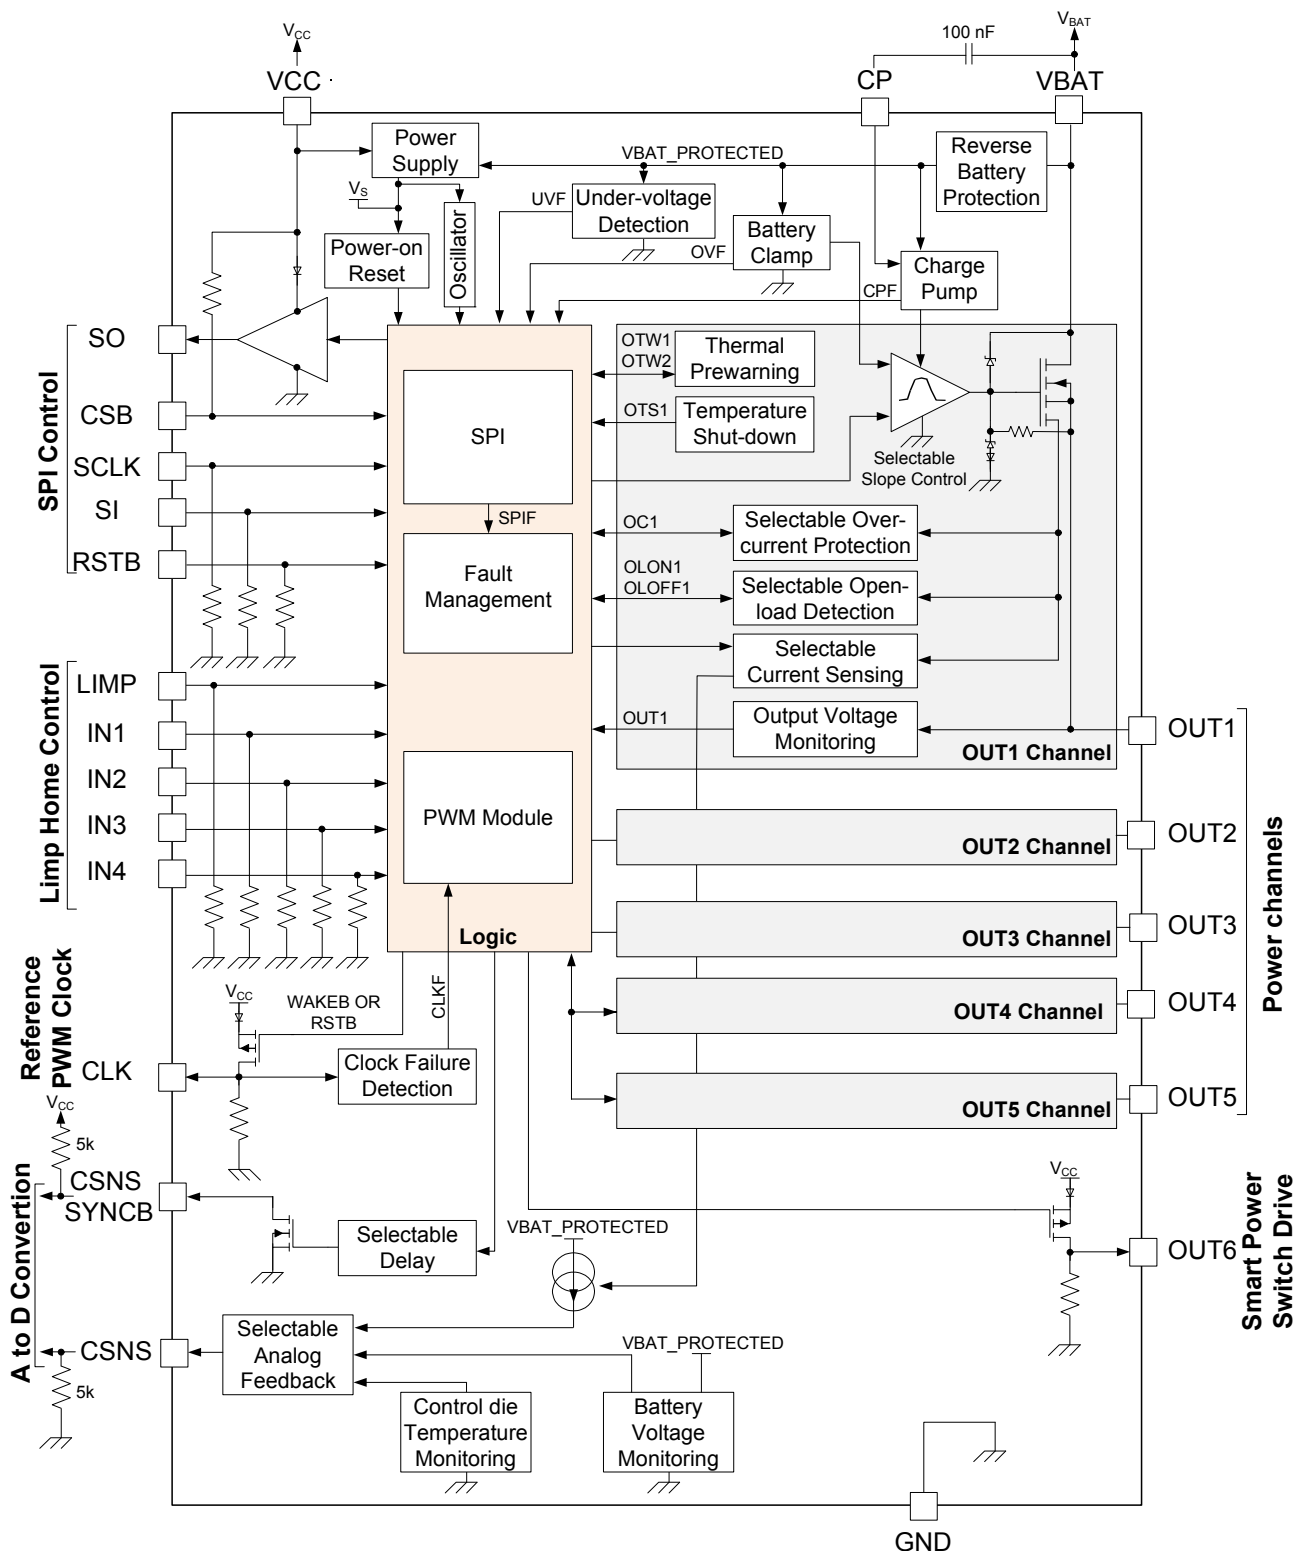 VCC
100 nF
VBAT
VCC
CP
VBAT
Power
Supply
VBAT_PROTECTED
Reverse
Battery
Protection
VS
UVF
Under-voltage
Detection
Oscillator
Power-on
Reset
OVF
Battery
Clamp
CPF
Charge
Pump
SPI Control
SO
CSB
SCLK
SI
RSTB
SPI
SPIF
Fault
Management
OTW1
OTW2
Thermal
Prewarning
OTS1
Temperature
Shut-down
Selectable
Slope Control
OC1
Selectable Over-
current Protection
OLON1
OLOFF1
Selectable Open-
load Detection
Selectable
Current Sensing
OUT1
Output Voltage
Monitoring
OUT1 Channel
OUT1
Limp Home Control
LIMP
IN1
IN2
IN3
IN4
PWM Module
Logic
OUT2 Channel
OUT2
OUT3 Channel
OUT3
OUT4 Channel
OUT4
OUT5 Channel
OUT5
Power channels
Reference
PWM Clock
VCC
WAKEB OR
RSTB
CLKF
CLK
Clock Failure
Detection
VCC
5k
A to D Convertion
CSNS
SYNCB
Selectable
Delay
VBAT_PROTECTED
VCC
OUT6
Smart Power
Switch Drive
CSNS
5k
Selectable
Analog
Feedback
VBAT_PROTECTED
Control die
Temperature
Monitoring
Battery
Voltage
Monitoring
GND